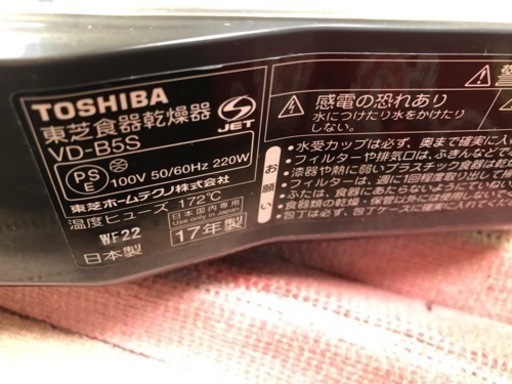 TOSHIBA
東芝食器乾燥器
VD-B5S
JET
PS
E
100V 50/60Hz 220W
東芝ホームテクノ株式会社
温度ヒューズ 172℃
日本国内専用
Use only in Japan
WF22
17年製
日本製
感電の恐れあり
水につけたり水をかけたり
しない。
お願い
•水受カップは必ず、奥まで確実に入
•フィルターや排気口は、ふきんなどで
•漆器や熱に弱いプラスチック食器は乾
•フィルターは、週1回程度取り出して掃
•ふたは、食器にあたらないようにていね
•食器類の乾燥・保管以外には使用し
•包丁は必ず、包丁ケースに